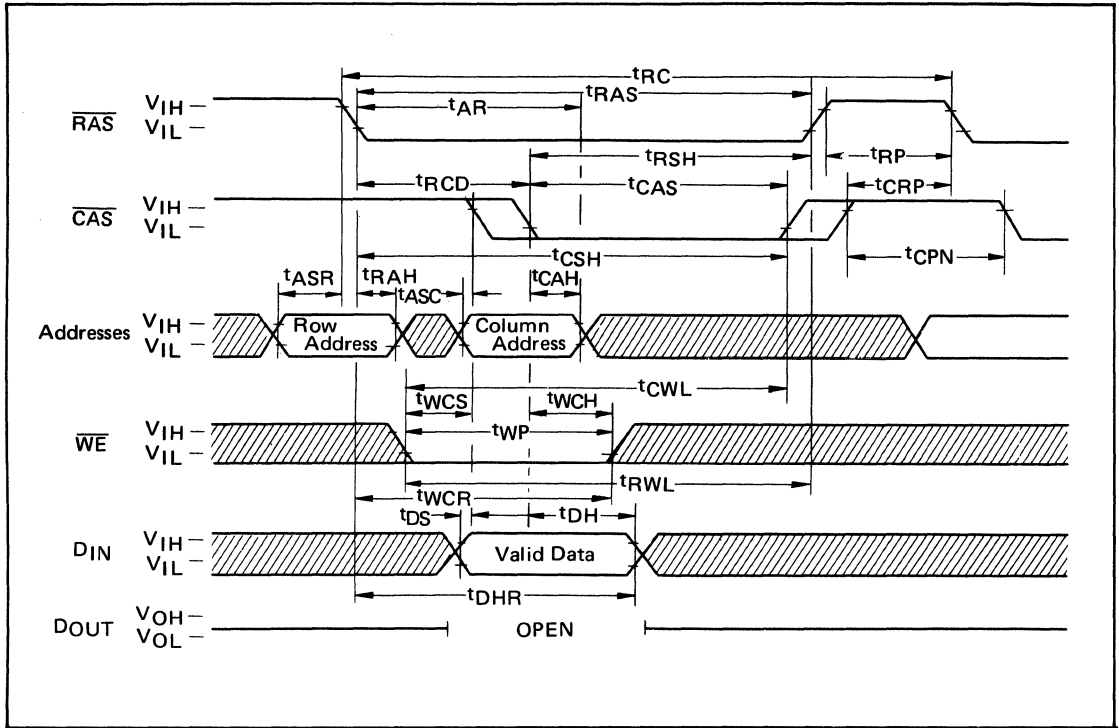 tRC
tRAS
tAR
RAS
VIH
VIL
tRSH
tRP
tRCD
tCAS
tCRP
CAS
VIH
VIL
tCSH
tCPN
tASR
tRAH
tASC
tCAH
Addresses
VIH
VIL
Row
Address
Column
Address
tCWL
tWCS
tWCH
WE
VIH
VIL
tWP
tRWL
tWCR
tDS
tDH
DIN
VIH
VIL
Valid Data
tDHR
DOUT
VOH
VOL
OPEN